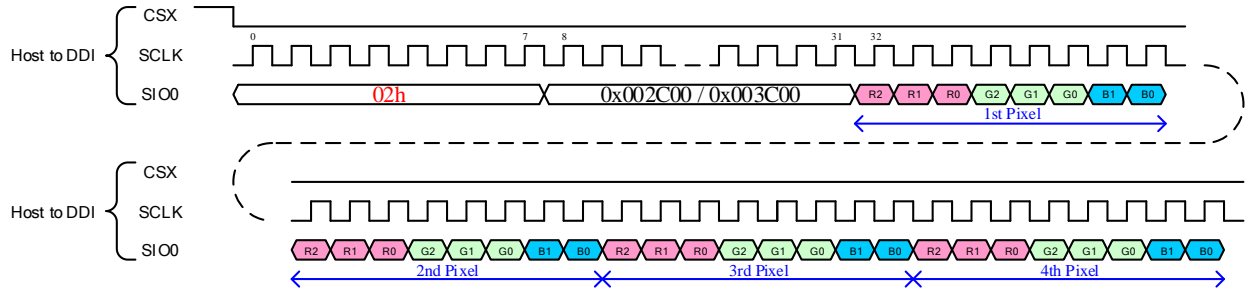 CSX
0 7 8 31 32
Host to DDI SCLK
SIO0 02h 0x002C00 / 0x003C00 R2 R1 R0 G2 G1 G0 B1 B0
1st Pixel
CSX
Host to DDI SCLK
SIO0 R2 R1 R0 G2 G1 G0 B1 B0 R2 R1 R0 G2 G1 G0 B1 B0 R2 R1 R0 G2 G1 G0 B1 B0
2nd Pixel 3rd Pixel 4th Pixel